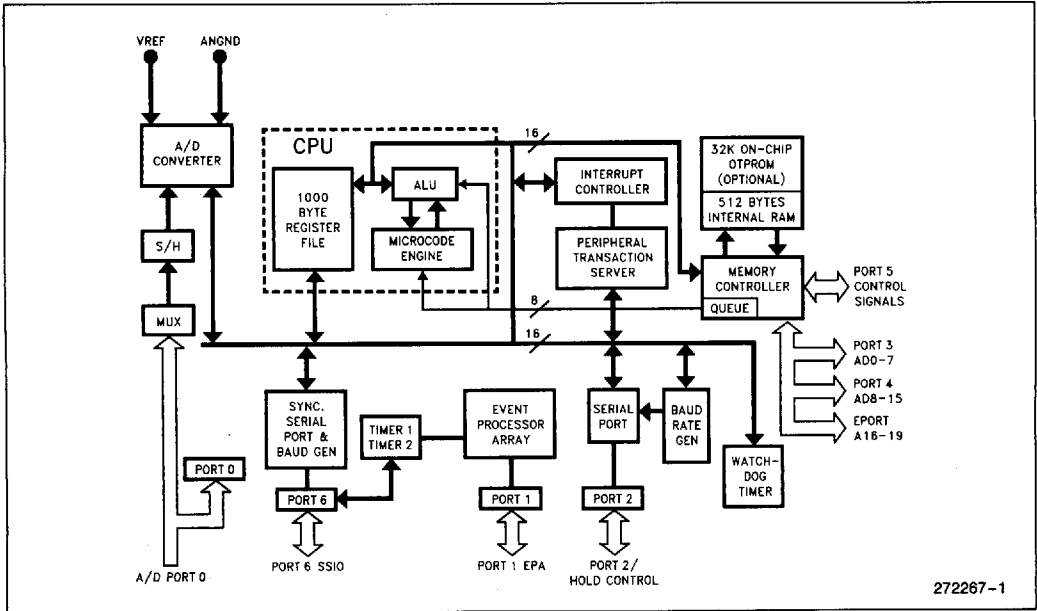 VREF
ANGND
A/D
CONVERTER
S/H
MUX
PORT 0
A/D PORT 0
CPU
1000
BYTE
REGISTER
FILE
ALU
MICROCODE
ENGINE
16
INTERRUPT
CONTROLLER
PERIPHERAL
TRANSACTION
SERVER
8
16
32K ON-CHIP
OTPROM
(OPTIONAL)
512 BYTES
INTERNAL RAM
MEMORY
CONTROLLER
QUEUE
PORT 5
CONTROL
SIGNALS
PORT 3
AD0-7
PORT 4
AD8-15
EPORT
A16-19
SYNC.
SERIAL
PORT &
BAUD GEN
TIMER 1
TIMER 2
EVENT
PROCESSOR
ARRAY
SERIAL
PORT
BAUD
RATE
GEN
WATCH-
DOG
TIMER
PORT 6
PORT 1
PORT 2
PORT 6 SSIO
PORT 1 EPA
PORT 2/
HOLD CONTROL
272267-1